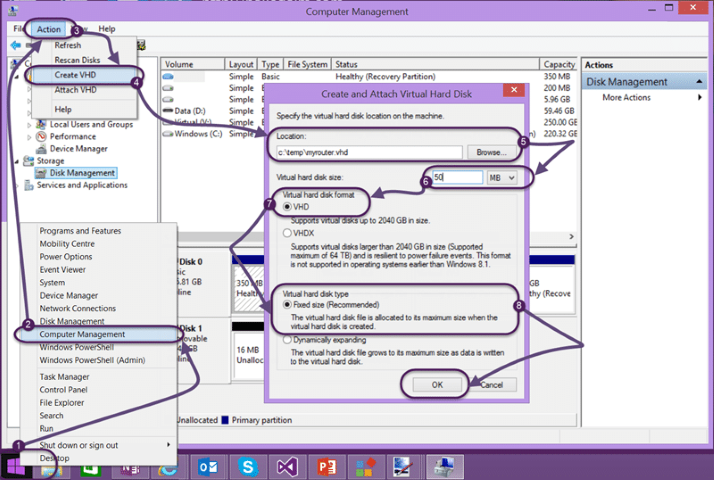 Computer Management
Fil
Action
w
Help
Refresh
Rescan Disks
Create VHD
Attach VHD
Help
Local Users and Groups
Performance
Device Manager
Storage
Disk Management
Services and Applications
Volume Layout Type File System Status Capacity
Simple Basic Healthy (Recovery Partition) 350 MB
Simple 200 MB
Simple 5.96 GB
Data (D:) Simple 59.46 GB
Virtual (V:) Simple 250.00 GB
Windows (C:) Simple 220.32 GB
Actions
Disk Management
More Actions
Create and Attach Virtual Hard Disk
Specify the virtual hard disk location on the machine.
Location:
c:\temp\myrouter.vhd
Browse...
Virtual hard disk size:
50
MB
Virtual hard disk format
VHD
Supports virtual disks up to 2040 GB in size.
VHDX
Supports virtual disks larger than 2040 GB in size (Supported
maximum of 64 TB) and is resilient to power failure events. This format
is not supported in operating systems earlier than Windows 8.1.
Virtual hard disk type
Fixed size (Recommended)
The virtual hard disk file is allocated to its maximum size when the
virtual hard disk is created.
Dynamically expanding
The virtual hard disk file grows to its maximum size as data is written
to the virtual hard disk.
OK
Cancel
Disk 0
sic
5.81 GB
line
350 MB
Healthy
lthy (Recove
Disk 1
movable
line
16 MB
Unalloc
Unallocated
Primary partition
Programs and Features
Mobility Centre
Power Options
Event Viewer
System
Device Manager
Network Connections
Disk Management
Computer Management
Windows PowerShell
Windows PowerShell (Admin)
Task Manager
Control Panel
File Explorer
Search
Run
Shut down or sign out
Desktop
1
2
3
4
5
6
7
8